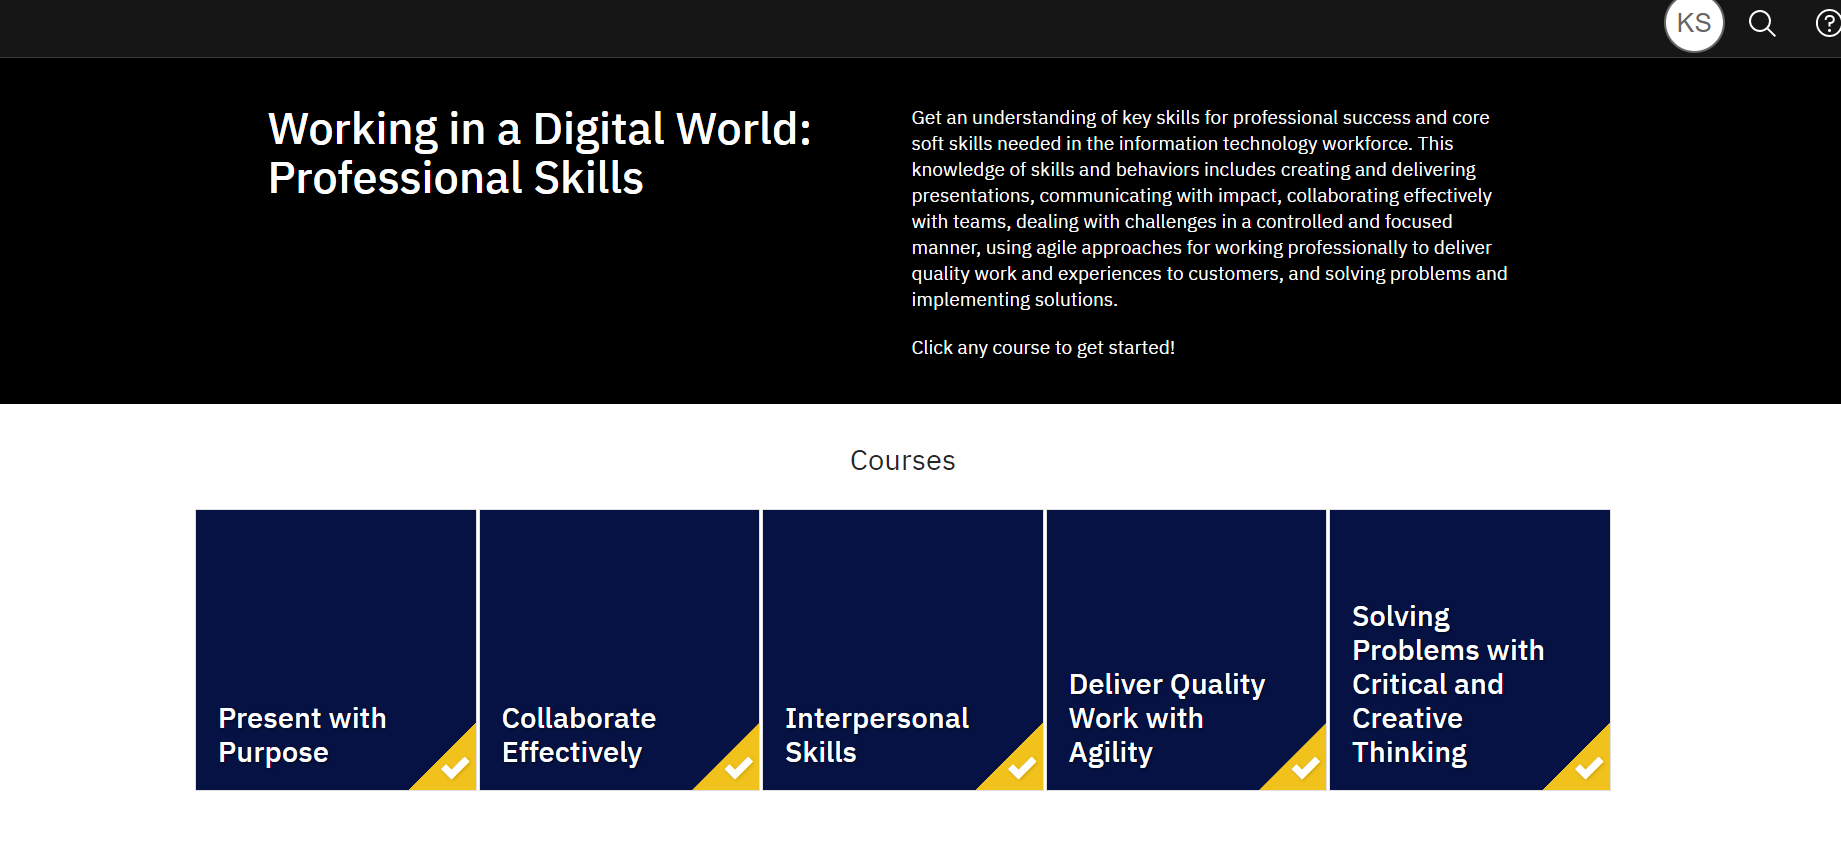 KS
Working in a Digital World:
Professional Skills
Get an understanding of key skills for professional success and core
soft skills needed in the information technology workforce. This
knowledge of skills and behaviors includes creating and delivering
presentations, communicating with impact, collaborating effectively
with teams, dealing with challenges in a controlled and focused
manner, using agile approaches for working professionally to deliver
quality work and experiences to customers, and solving problems and
implementing solutions.
Click any course to get started!
Courses
Present with
Purpose
Collaborate
Effectively
Interpersonal
Skills
Deliver Quality
Work with
Agility
Solving
Problems with
Critical and
Creative
Thinking